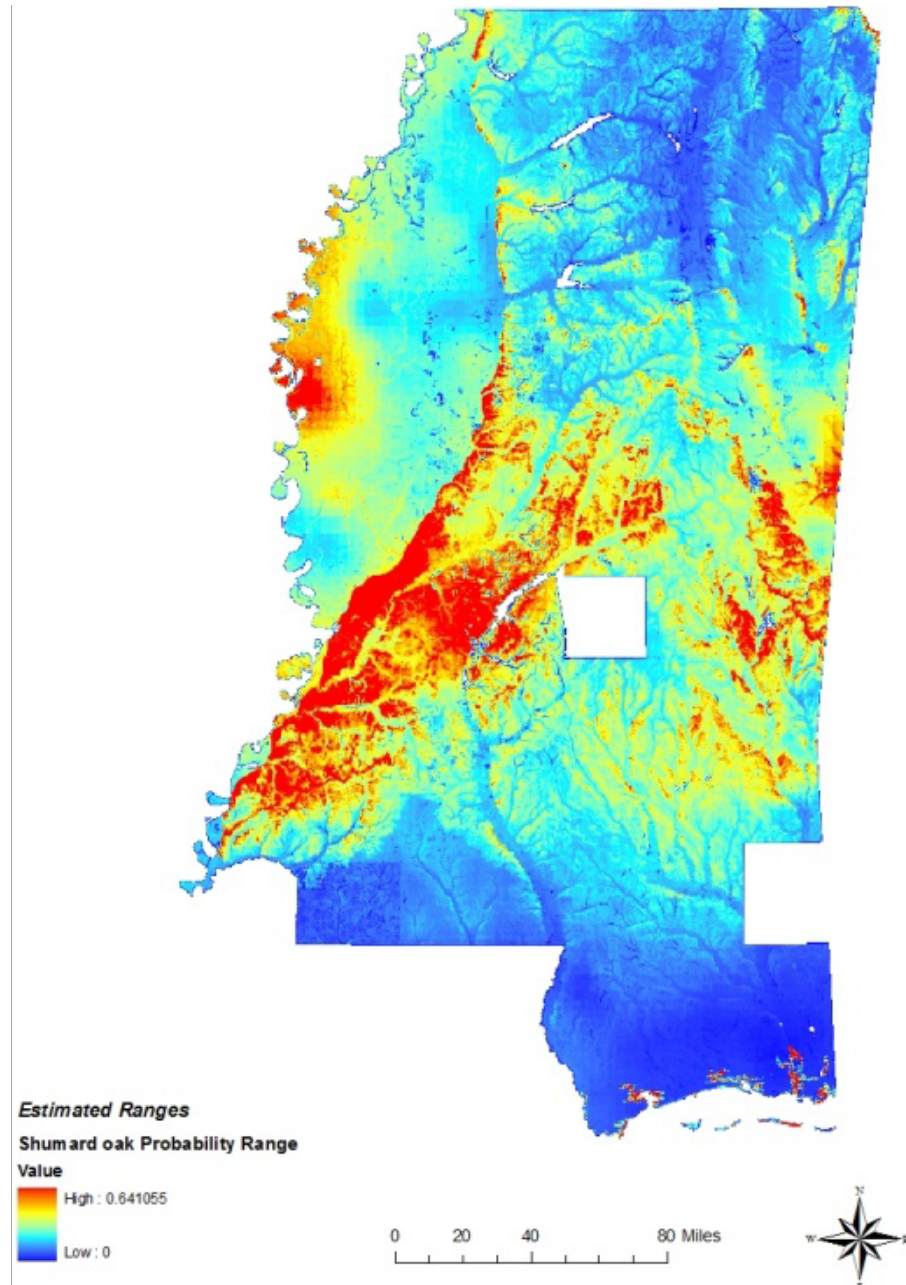 Estimated Ranges
Shumard oak Probability Range
Value
High : 0.641055
Low : 0
0 20 40 80 Miles
N
W E
S